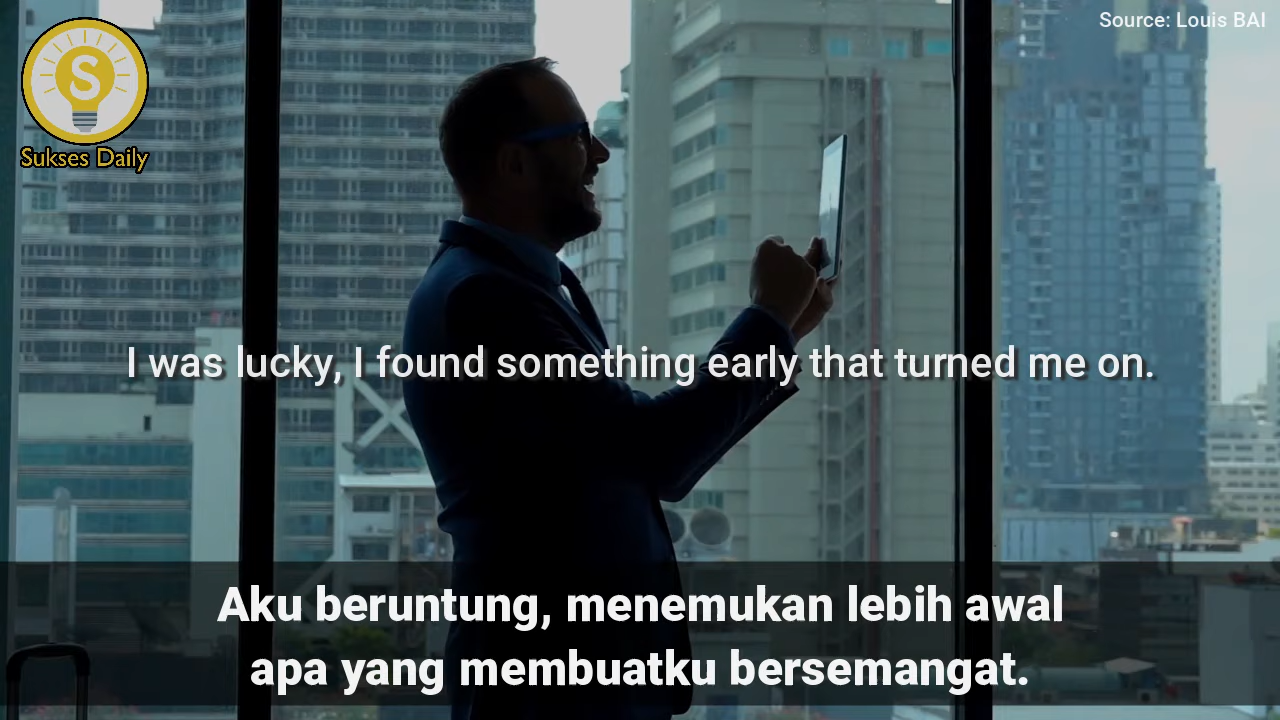 Source: Louis BAI
S
Sukses Daily
I was lucky, I found something early that turned me on.
Aku beruntung, menemukan lebih awal
apa yang membuatku bersemangat.